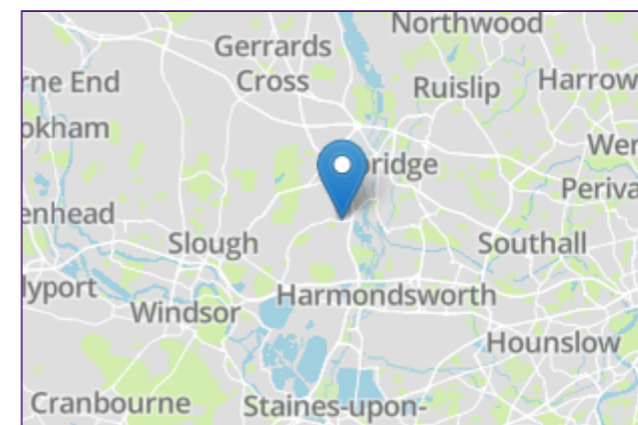 Northwood
Gerrards
Cross
rne End
Ruislip
Harrow
okham
Wer
bridge
Periva
enhead
Slough
Southall
lyport
Harmondsworth
Windsor
Hounslow
Cranbourne
Staines-upon-